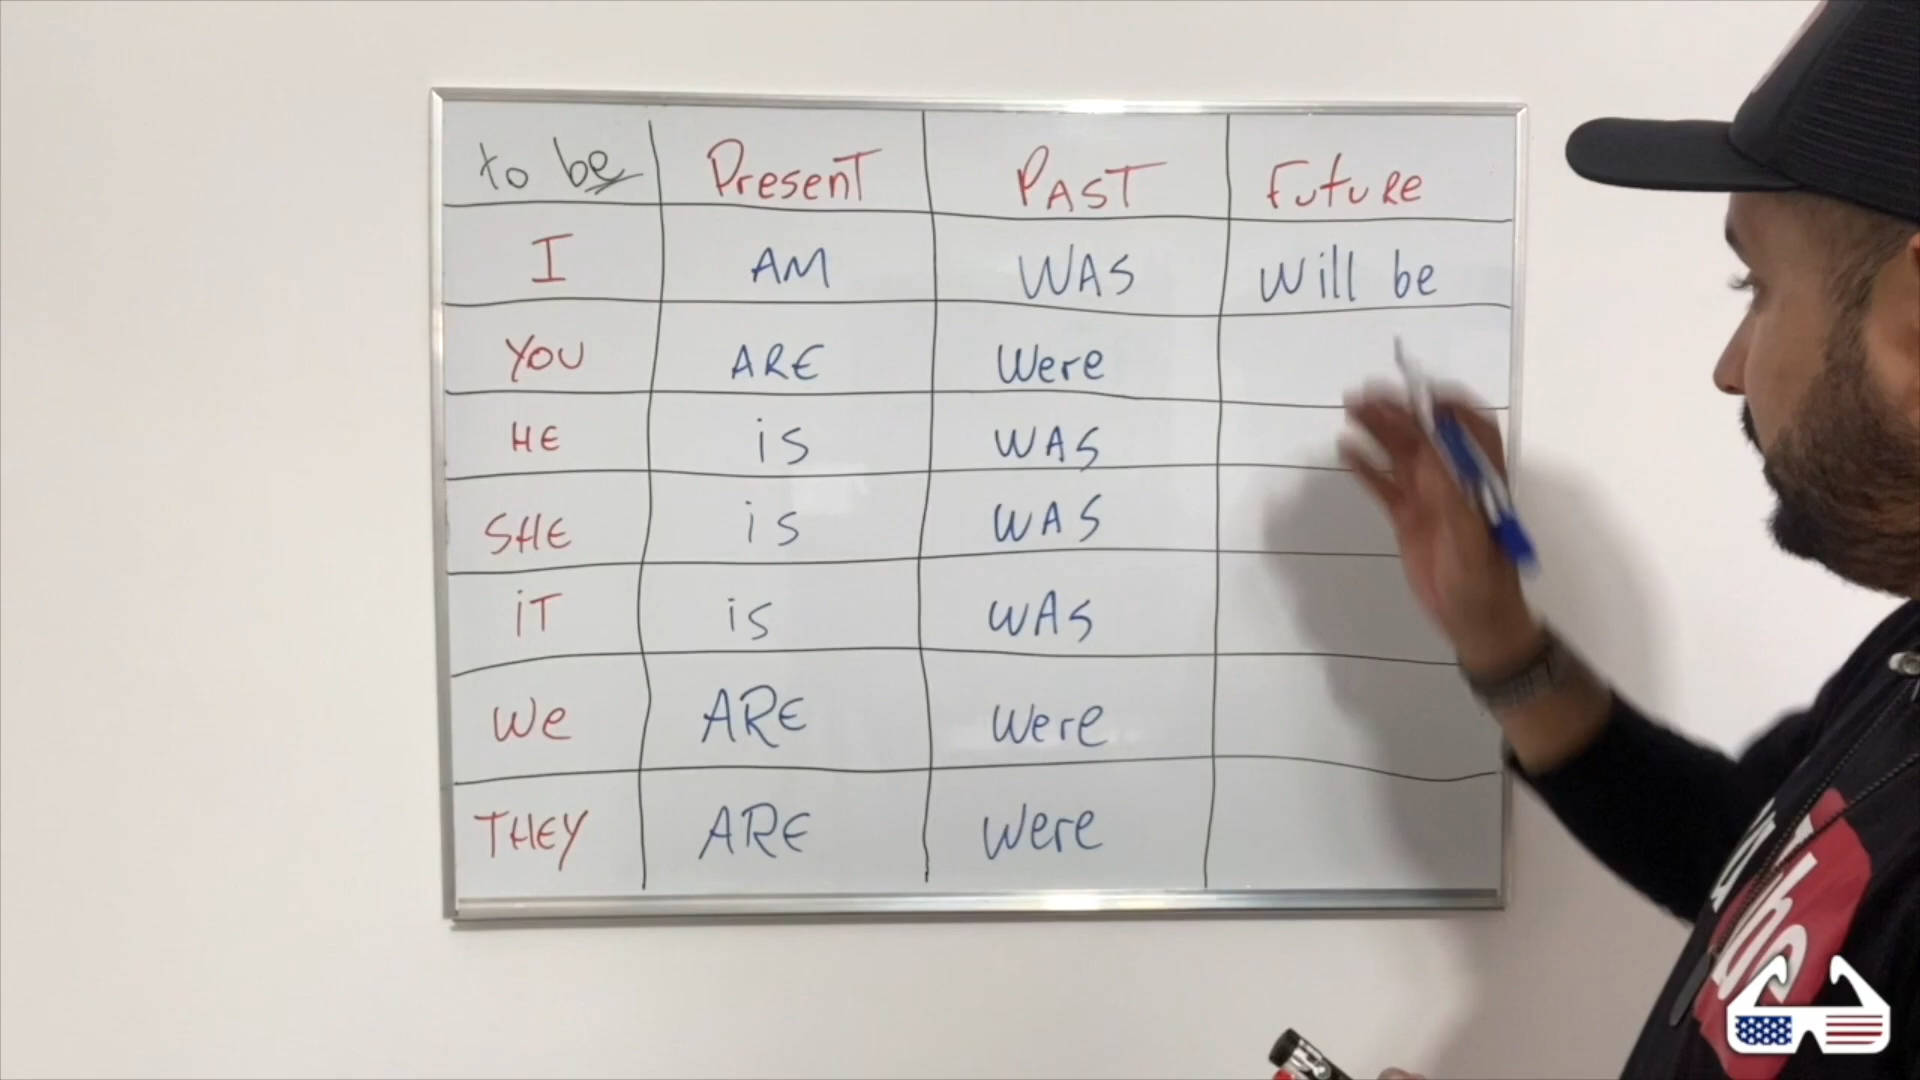 to be Present PAST Future
I AM WAS Will be
YOU ARE Were
HE is WAS
SHE is WAS
iT is WAS
We ARE Were
THEY ARE Were